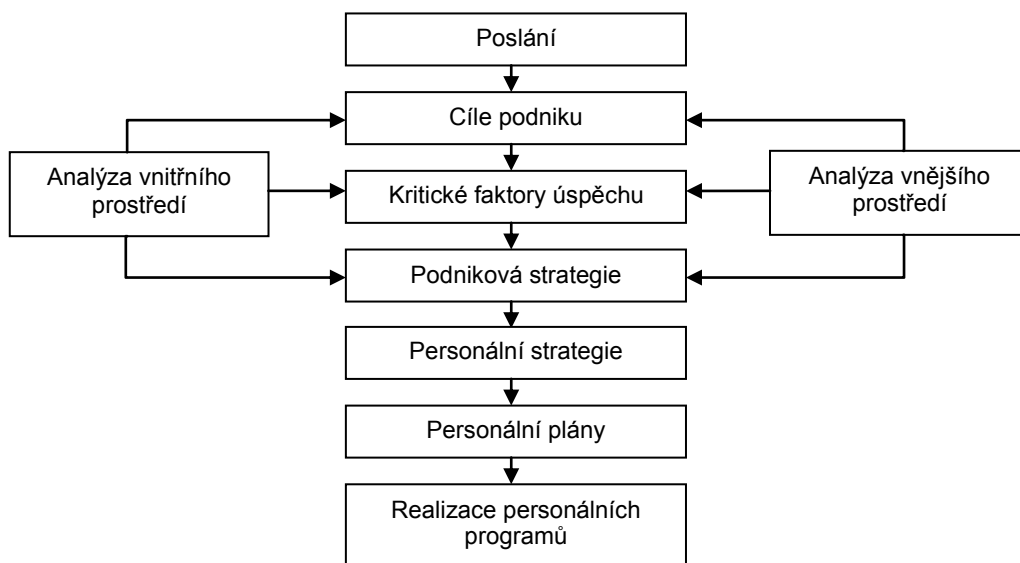 Poslání
Cíle podniku
Analýza vnitřního
prostředí
Kritické faktory úspěchu
Analýza vnějšího
prostředí
Podniková strategie
Personální strategie
Personální plány
Realizace personálních
programů